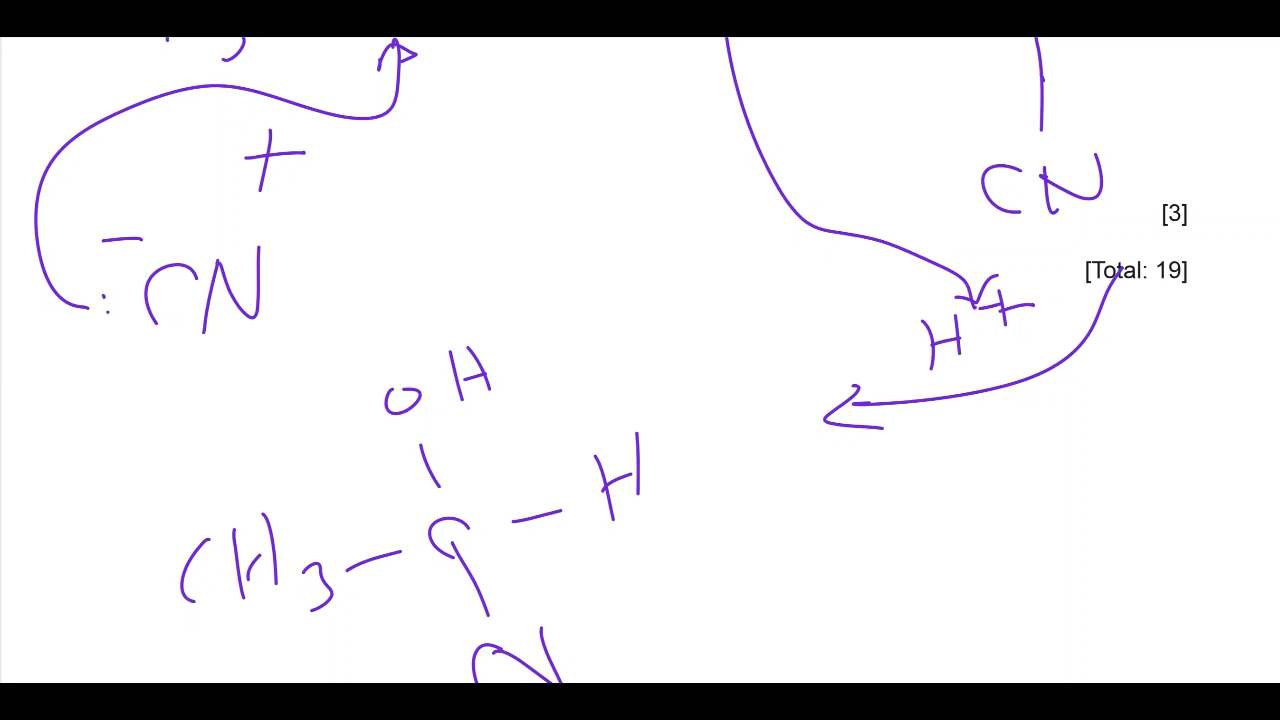 +
CN
[3]
– : CN
[Total: 19]
H+
OH
H
CH3 – C – H